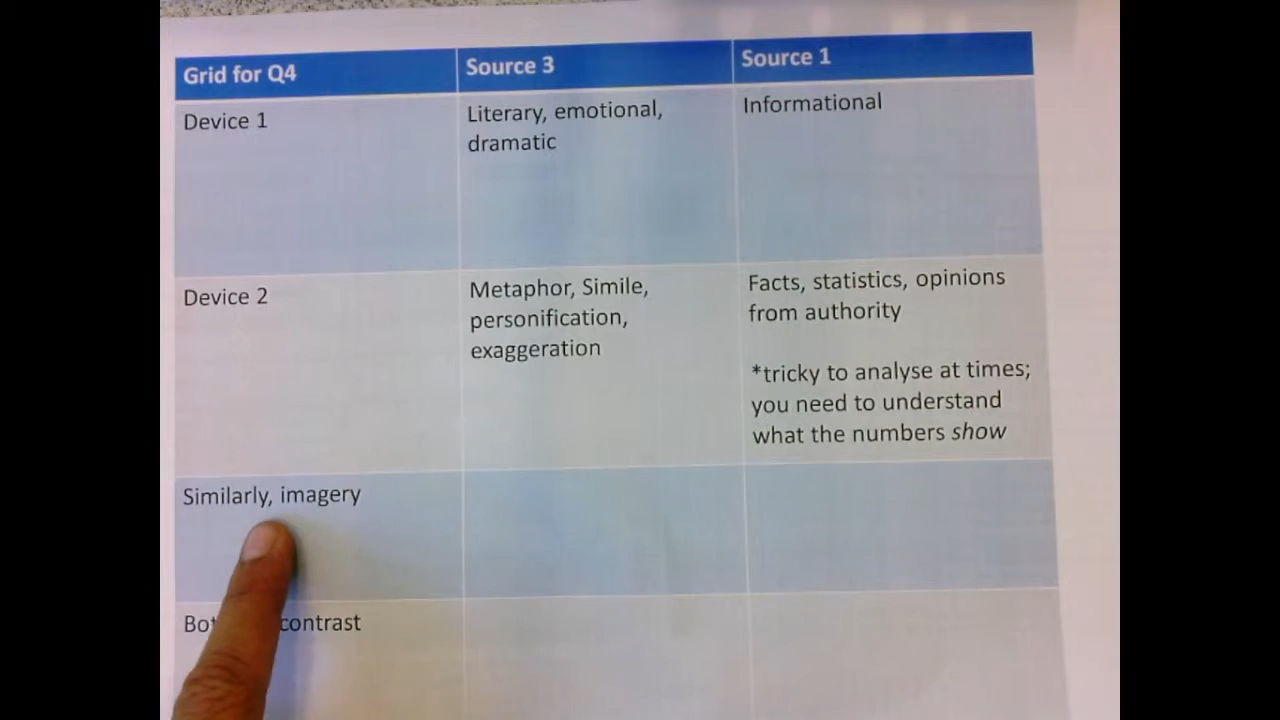 Grid for Q4
Source 3
Source 1
Device 1
Literary, emotional,
dramatic
Informational
Device 2
Metaphor, Simile,
personification,
exaggeration
Facts, statistics, opinions
from authority
*tricky to analyse at times;
you need to understand
what the numbers show
Similarly, imagery
contrast